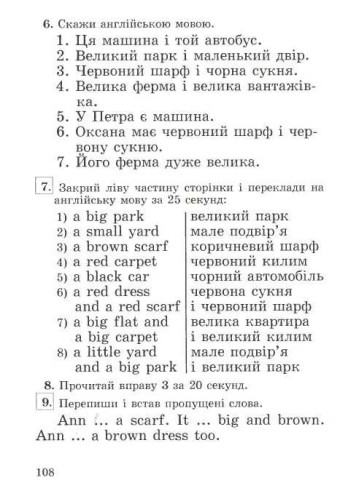 6. Скажи англійською мовою.
1. Ця машина і той автобус.
2. Великий парк і маленький двір.
3. Червоний шарф і чорна сукня.
4. Велика ферма і велика вантажів-
ка.
5. У Петра є машина.
6. Оксана має червоний шарф і чер-
вону сукню.
7. Його ферма дуже велика.
7. Закрий ліву частину сторінки і переклади на
англійську мову за 25 секунд:
1) a big park великий парк
2) a small yard мале подвір'я
3) a brown scarf коричневий шарф
4) a red carpet червоний килим
5) a black car чорний автомобіль
6) a red dress червона сукня
and a red scarf і червоний шарф
7) a big flat and велика квартира
a big carpet і великий килим
8) a little yard мале подвір'я
and a big park і великий парк
8. Прочитай вправу 3 за 20 секунд.
9. Перепиши і встав пропущені слова.
Ann ... a scarf. It ... big and brown.
Ann ... a brown dress too.
108